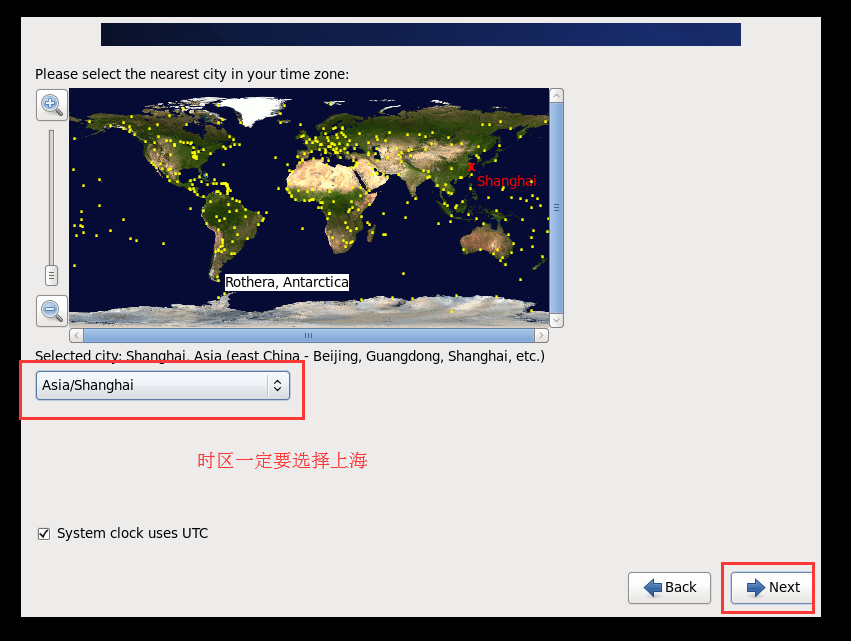 Please select the nearest city in your time zone:
Shanghai
Rothera, Antarctica
Selected city: Shanghai, Asia (east China - Beijing, Guangdong, Shanghai, etc.)
Asia/Shanghai
时区一定要选择上海
System clock uses UTC
Back
Next